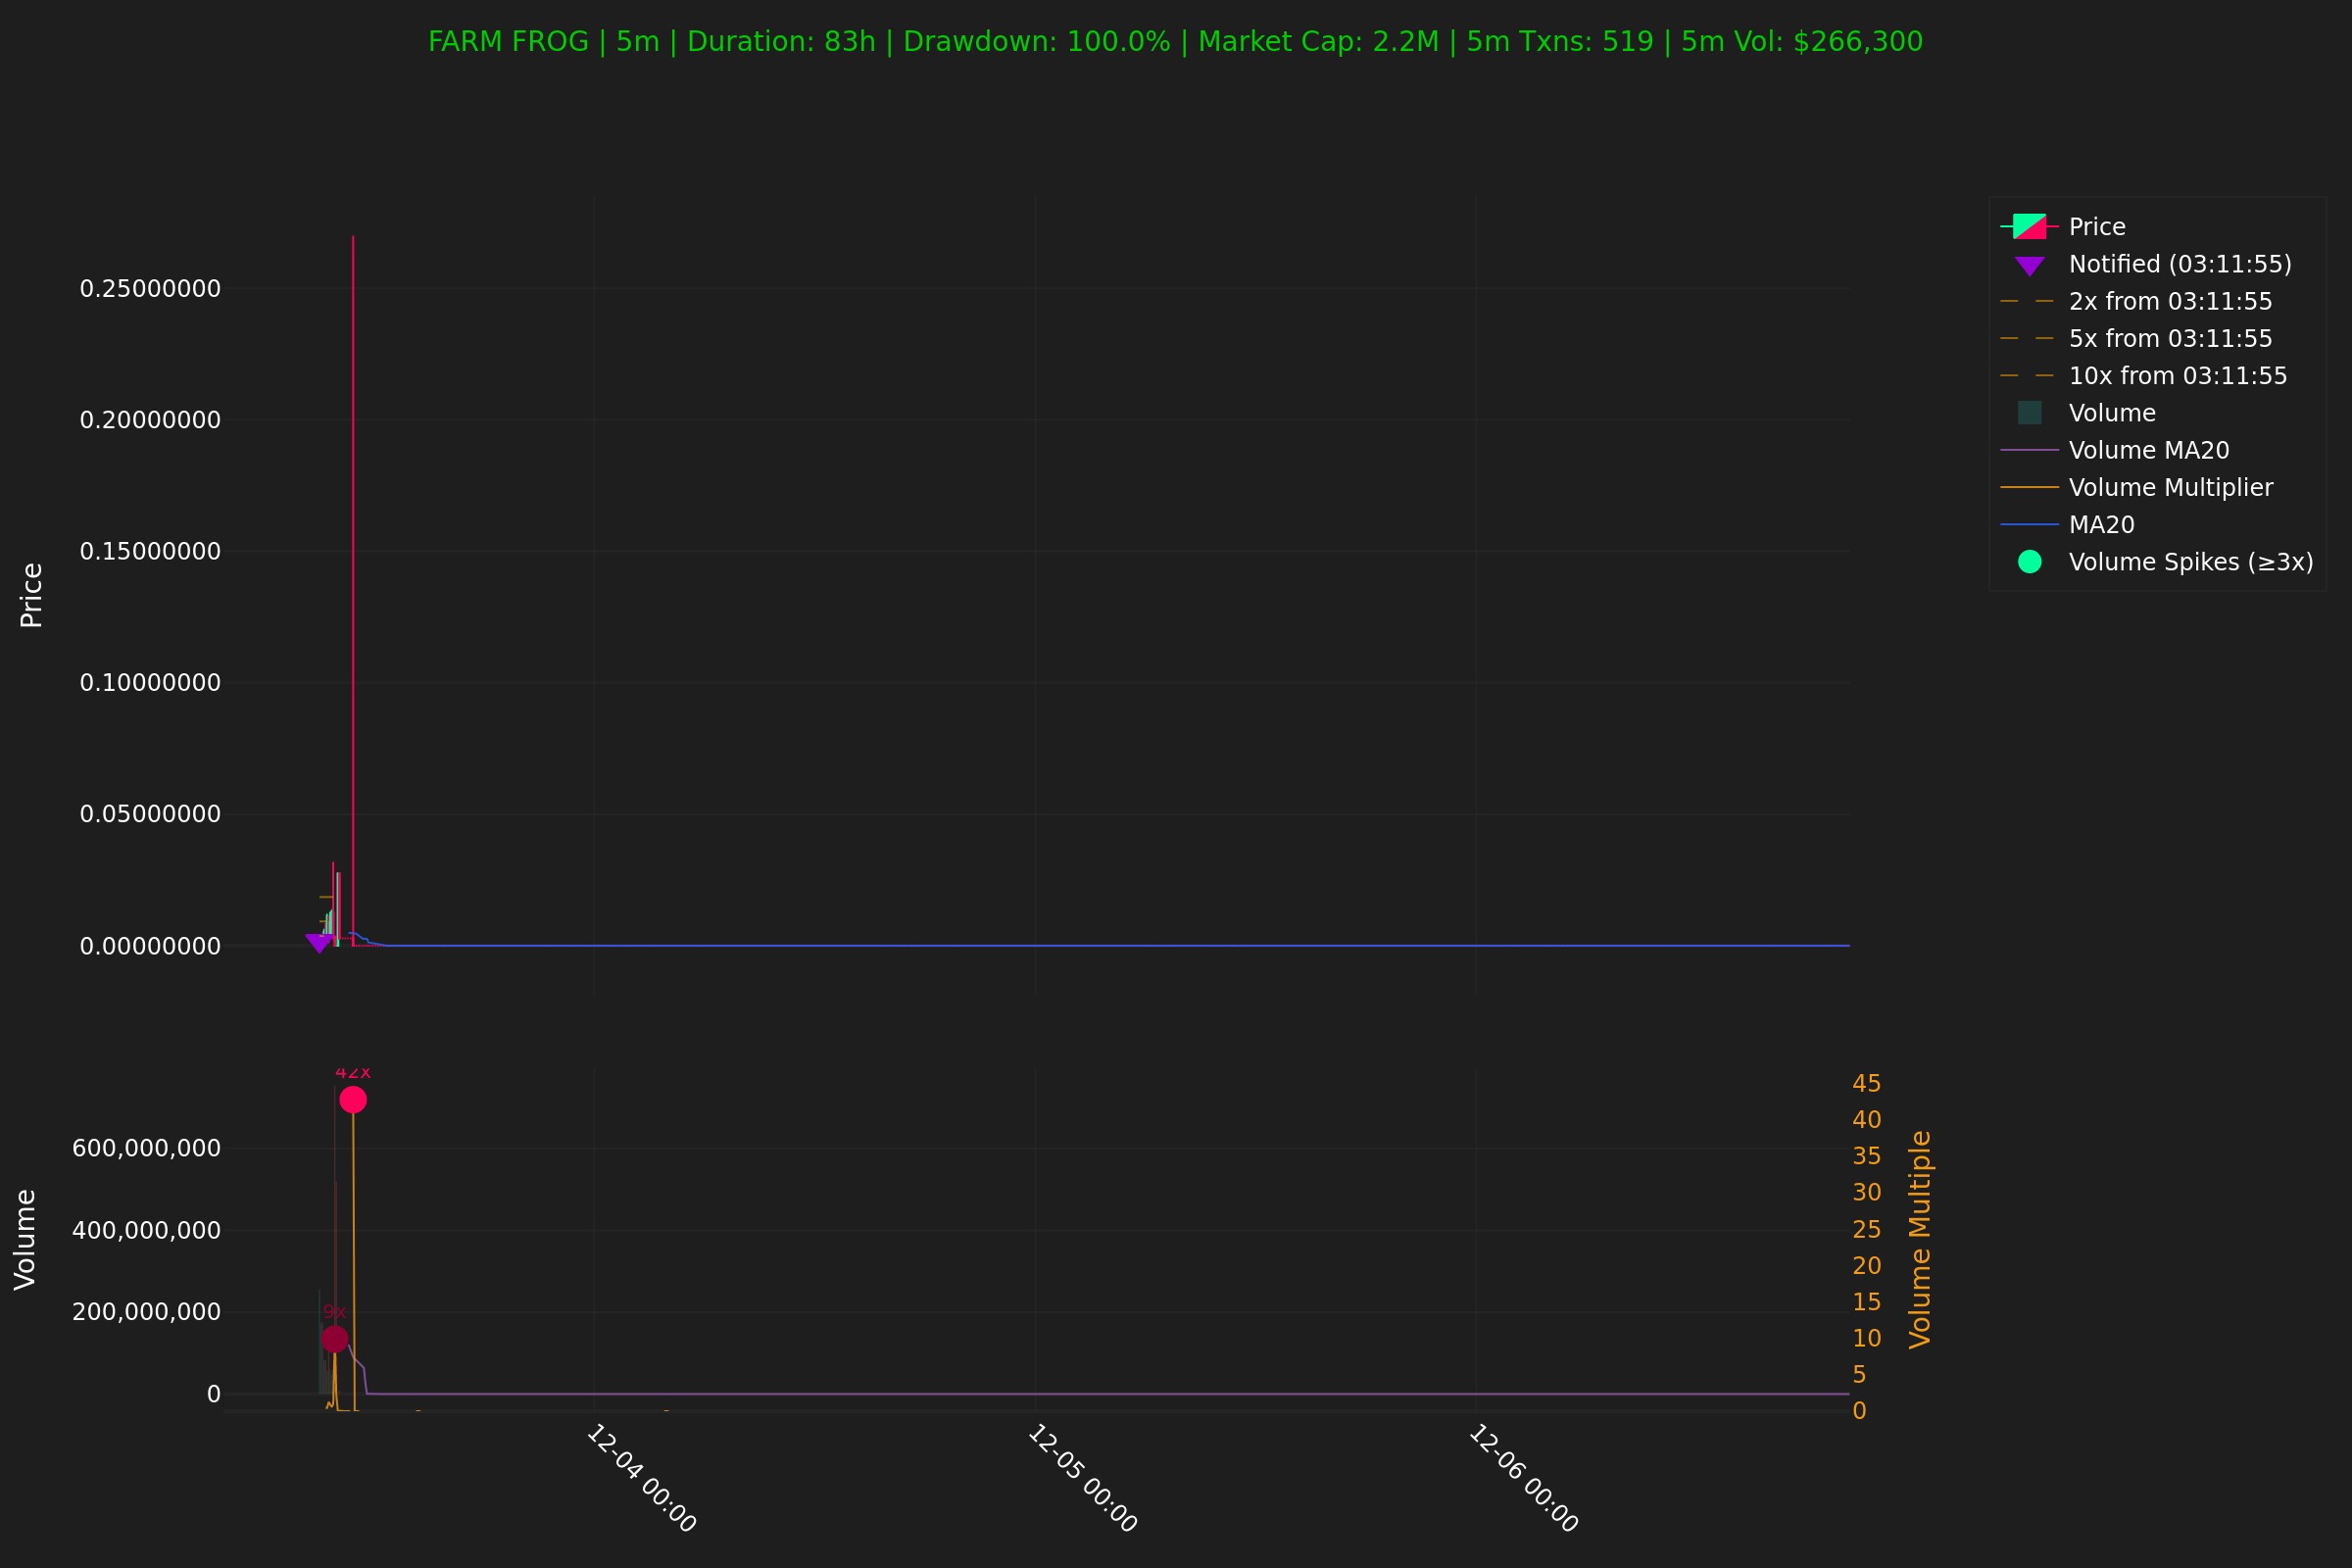 FARM FROG | 5m | Duration: 83h | Drawdown: 100.0% | Market Cap: 2.2M | 5m Txns: 519 | 5m Vol: $266,300
Price
0.25000000
0.20000000
0.15000000
0.10000000
0.05000000
0.00000000
Price
Notified (03:11:55)
2x from 03:11:55
5x from 03:11:55
10x from 03:11:55
Volume
Volume MA20
Volume Multiplier
MA20
Volume Spikes (≥3x)
Volume
600,000,000
400,000,000
200,000,000
0
42x
9x
45
40
35
30
25
20
15
10
5
0
Volume Multiple
12-04 00:00
12-05 00:00
12-06 00:00